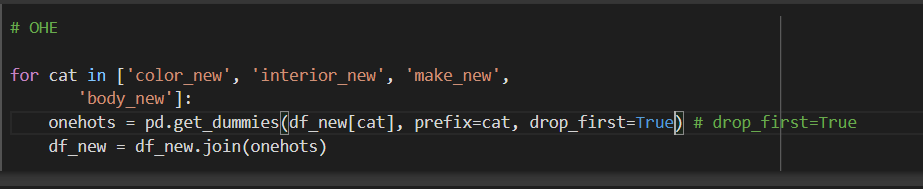 # OHE
for cat in ['color_new', 'interior_new', 'make_new',
'body_new']:
onehots = pd.get_dummies(df_new[cat], prefix=cat, drop_first=True) # drop_first=True
df_new = df_new.join(onehots)